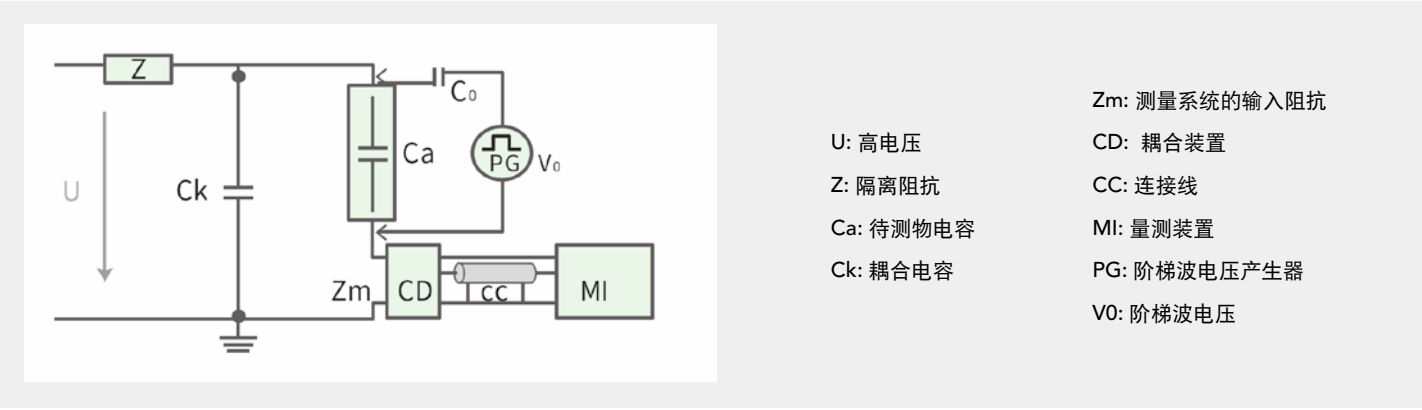 Z
C₀
Ca
PG
V₀
U
Ck
Zm
CD
CC
MI
U: 高电压
Z: 隔离阻抗
Ca: 待测物电容
Ck: 耦合电容
Zm: 测量系统的输入阻抗
CD: 耦合装置
CC: 连接线
MI: 量测装置
PG: 阶梯波电压产生器
V0: 阶梯波电压